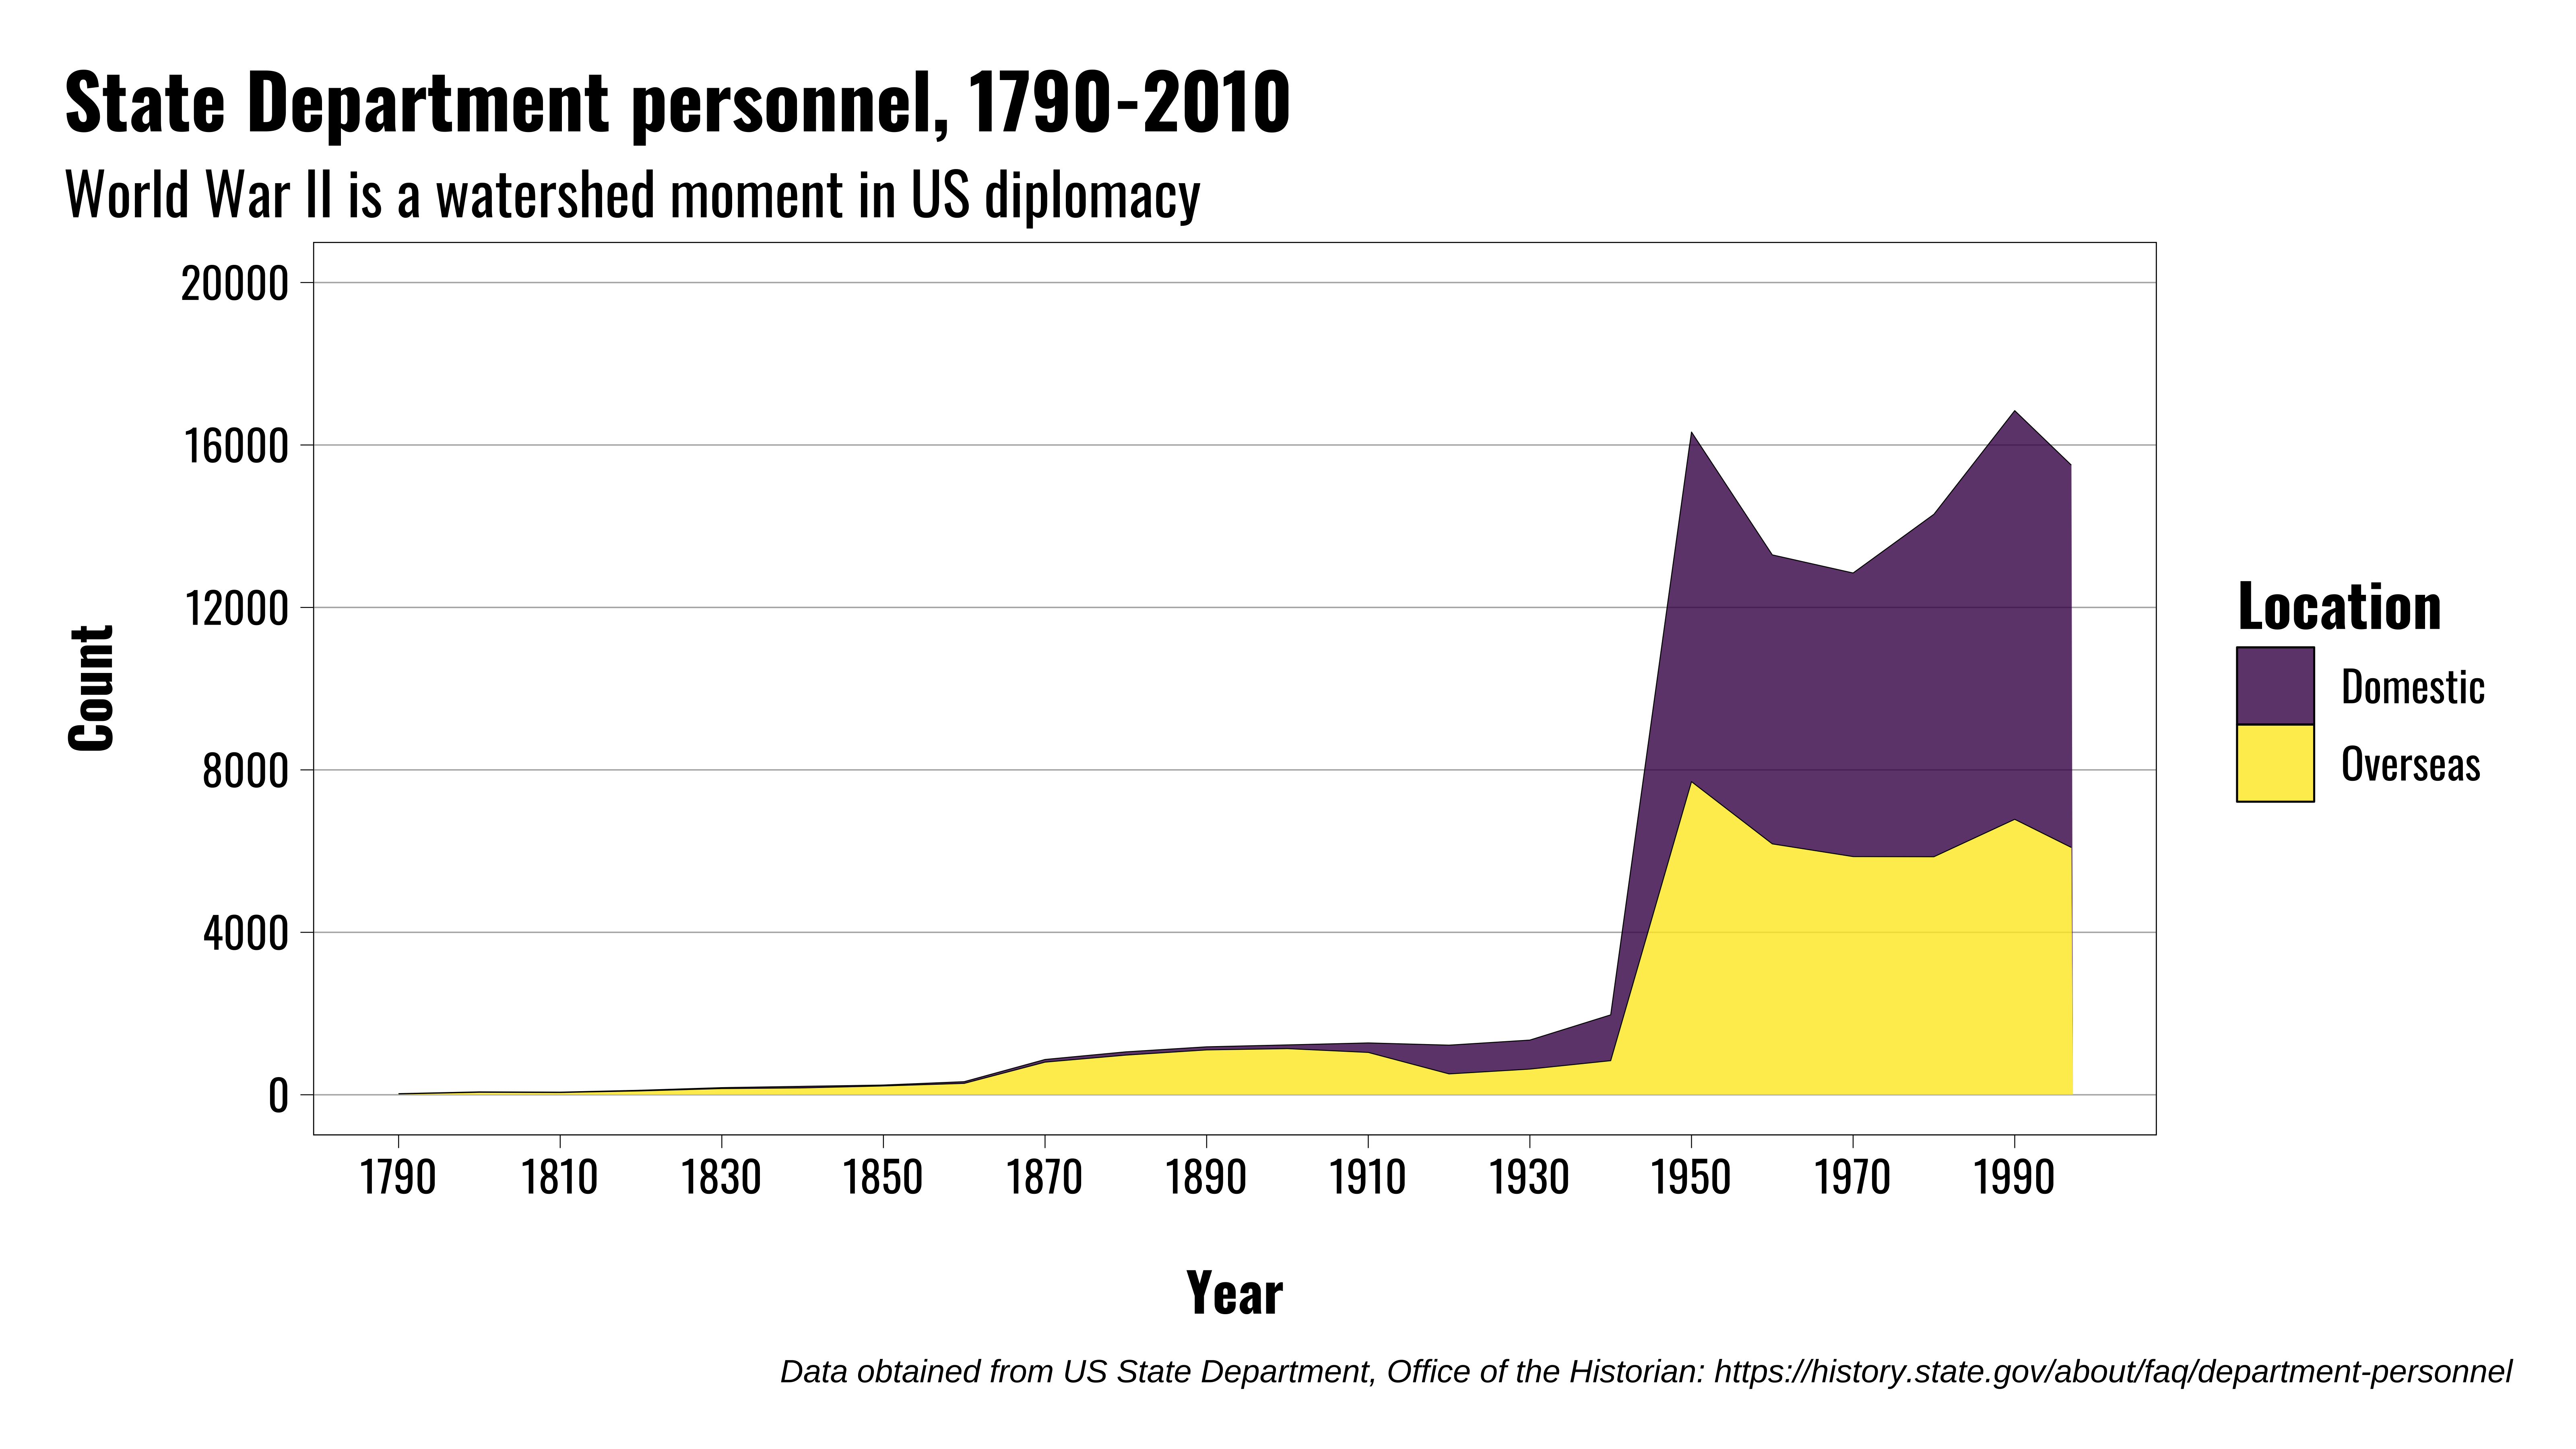 State Department personnel, 1790-2010
World War II is a watershed moment in US diplomacy
20000
16000
12000
8000
4000
0
Count
1790 1810 1830 1850 1870 1890 1910 1930 1950 1970 1990
Year
Location
Domestic
Overseas
Data obtained from US State Department, Office of the Historian: https://history.state.gov/about/faq/department-personnel